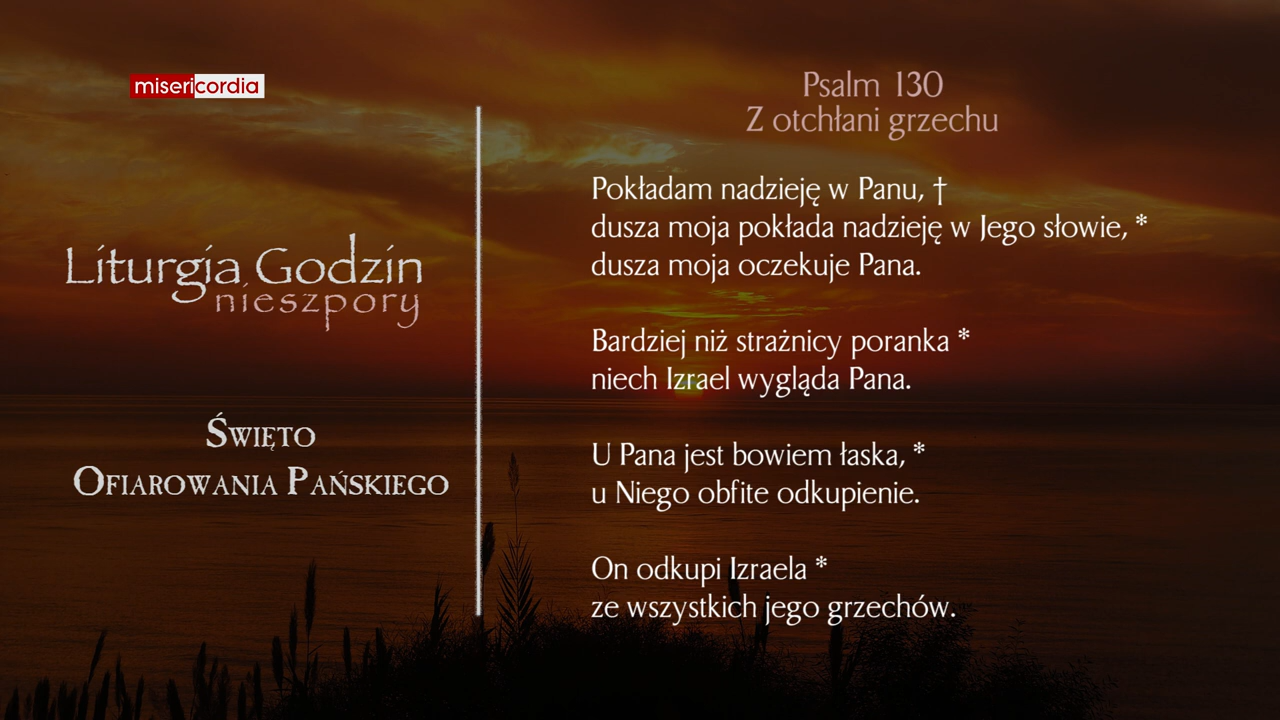 misericordia
Liturgia Godzin
nieszpory
Święto
Ofiarowania Pańskiego
Psalm 130
Z otchłani grzechu
Pokładam nadzieję w Panu, †
dusza moja pokłada nadzieję w Jego słowie, *
dusza moja oczekuje Pana.
Bardziej niż strażnicy poranka *
niech Izrael wygląda Pana.
U Pana jest bowiem łaska, *
u Niego obfite odkupienie.
On odkupi Izraela *
ze wszystkich jego grzechów.